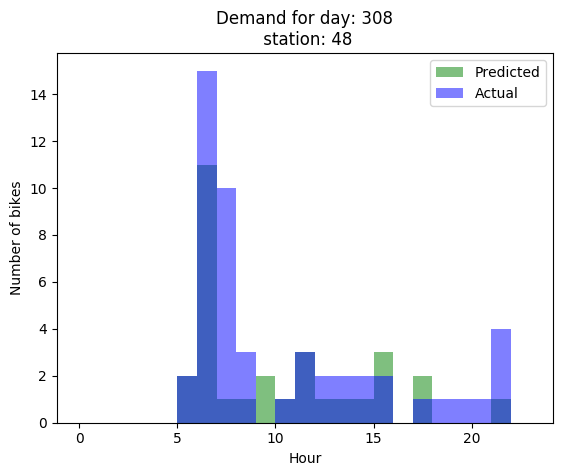 Demand for day: 308
station: 48
Predicted
Actual
Number of bikes
14
12
10
8
6
4
2
0
0
5
10
15
20
Hour